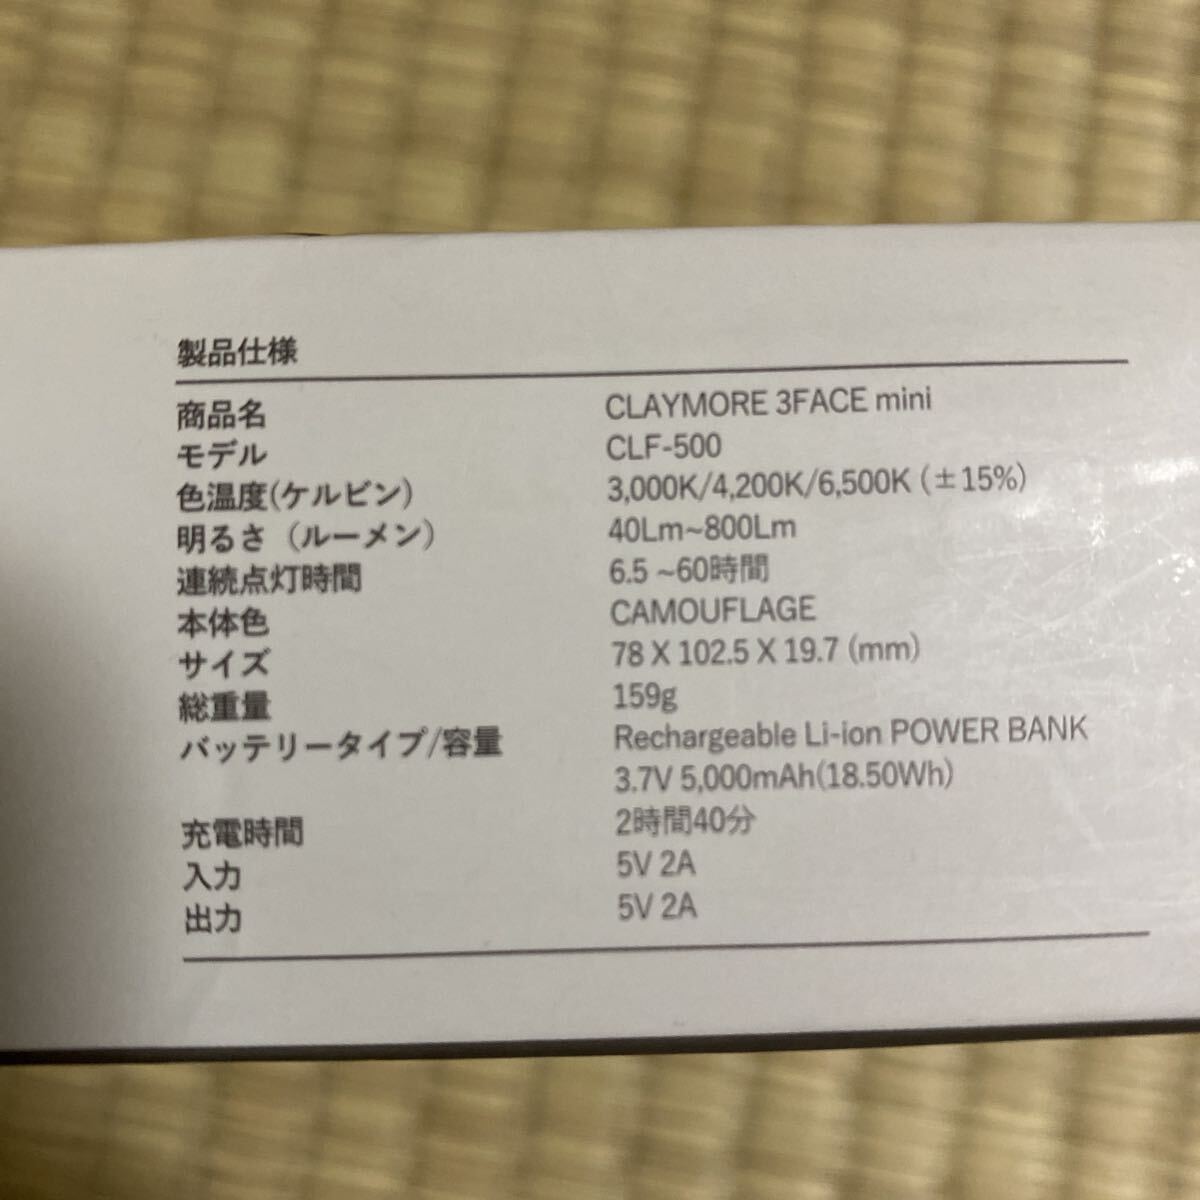 製品仕様
商品名 CLAYMORE 3FACE mini
モデル CLF-500
色温度(ケルビン) 3,000K/4,200K/6,500K (±15%)
明るさ（ルーメン） 40Lm~800Lm
連続点灯時間 6.5 ~60時間
本体色 CAMOUFLAGE
サイズ 78 X 102.5 X 19.7 (mm)
総重量 159g
バッテリータイプ/容量 Rechargeable Li-ion POWER BANK
3.7V 5,000mAh(18.50Wh)
充電時間 2時間40分
入力 5V 2A
出力 5V 2A